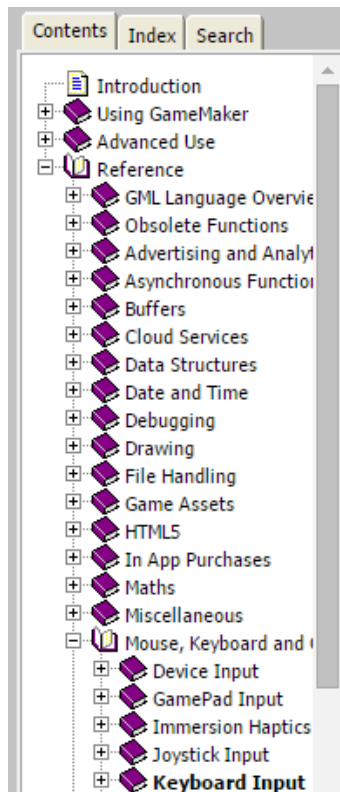 Contents Index Search
Introduction
Using GameMaker
Advanced Use
Reference
GML Language Overvie
Obsolete Functions
Advertising and Analyt
Asynchronous Function
Buffers
Cloud Services
Data Structures
Date and Time
Debugging
Drawing
File Handling
Game Assets
HTML5
In App Purchases
Maths
Miscellaneous
Mouse, Keyboard and
Device Input
GamePad Input
Immersion Haptics
Joystick Input
Keyboard Input